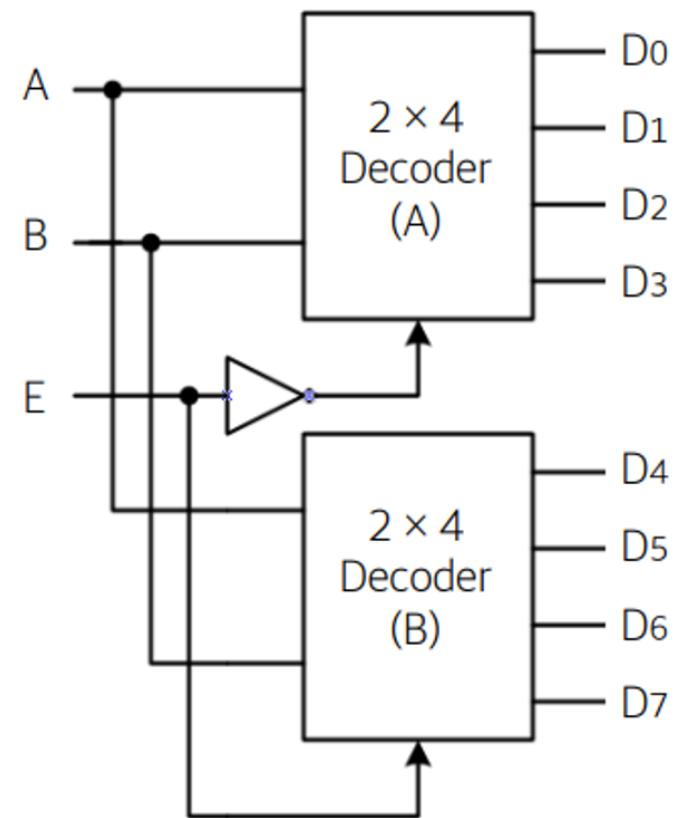 A
B
E
2 × 4
Decoder
(A)
D0
D1
D2
D3
2 × 4
Decoder
(B)
D4
D5
D6
D7